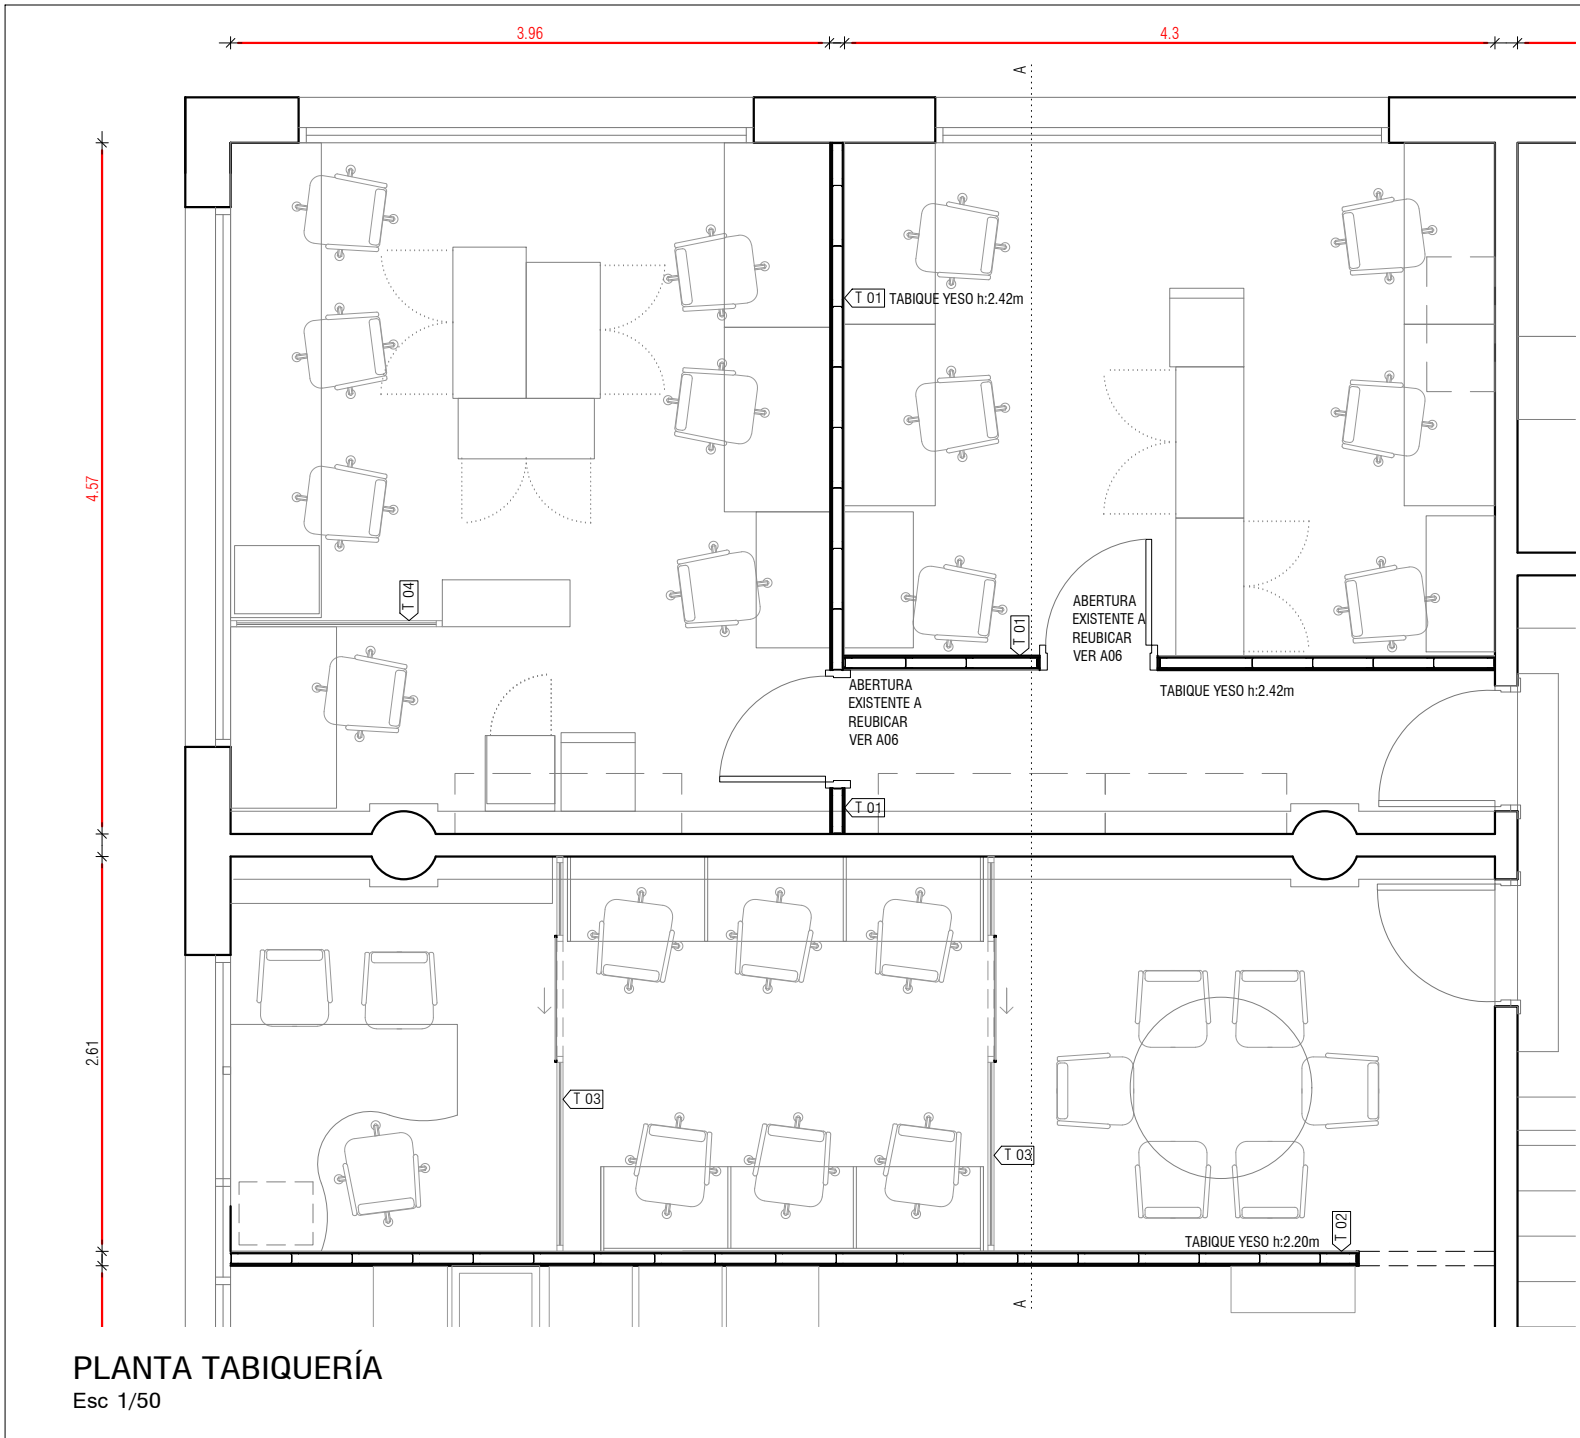 3.96
4.3
A
T 01 TABIQUE YESO h:2.42m
4.57
T 04
T 01
ABERTURA
EXISTENTE A
REUBICAR
VER A06
ABERTURA
EXISTENTE A
REUBICAR
VER A06
TABIQUE YESO h:2.42m
T 01
2.61
T 03
T 03
T 02
TABIQUE YESO h:2.20m
A
PLANTA TABIQUERÍA
Esc 1/50